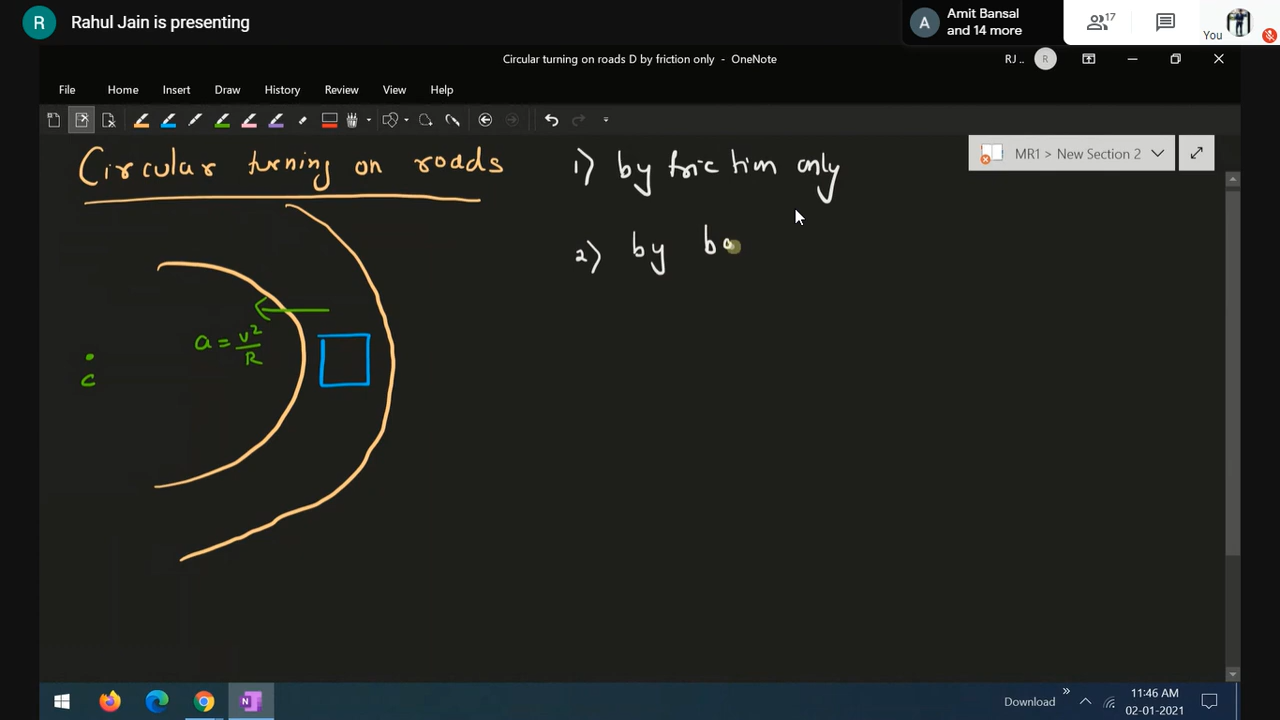 R Rahul Jain is presenting
A Amit Bansal
and 14 more
17
You
Circular turning on roads D by friction only - OneNote
RJ ..
R
File Home Insert Draw History Review View Help
MR1 > New Section 2
Circular turning on roads
1) by friction only
2) by ba
a = v²/R
c
Download
11:46 AM
02-01-2021